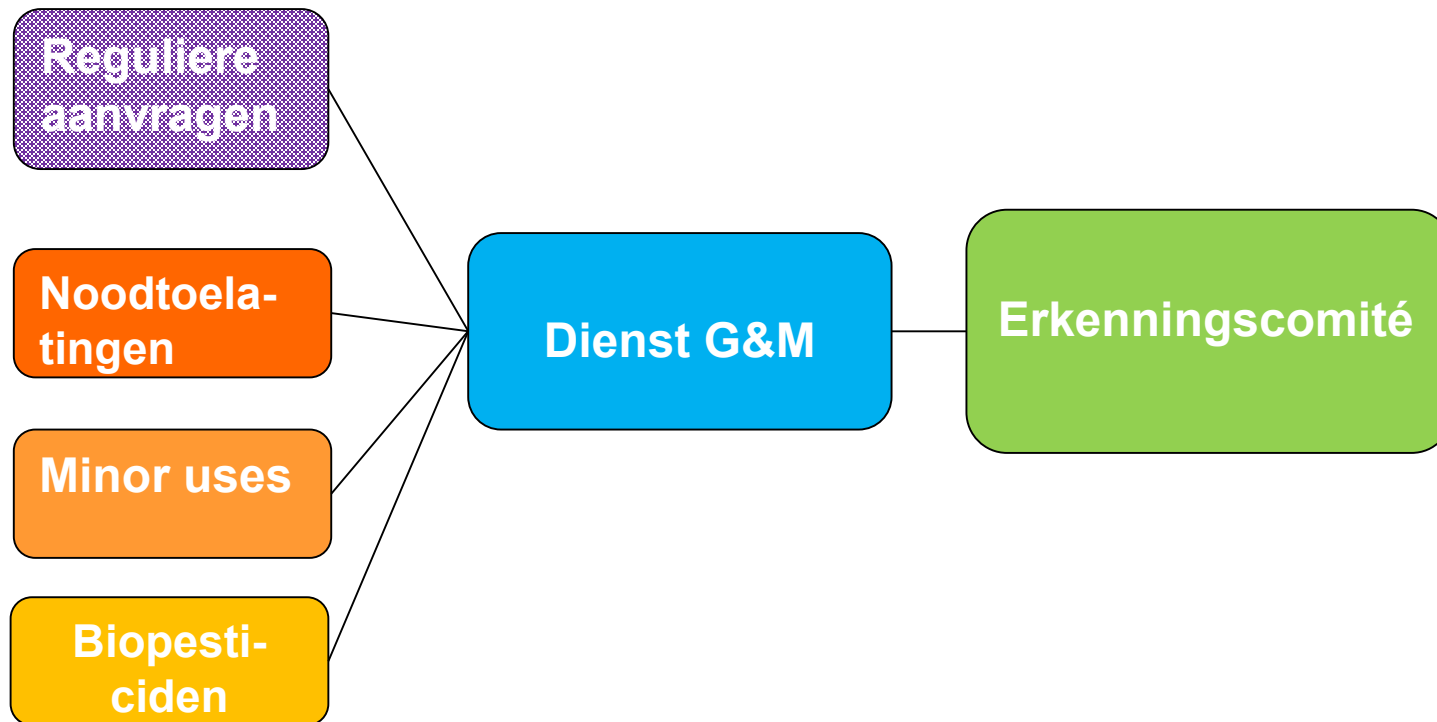 Reguliere
aanvragen
Noodtoela-
tingen
Minor uses
Biopesti-
ciden
Dienst G&M
Erkenningscomité